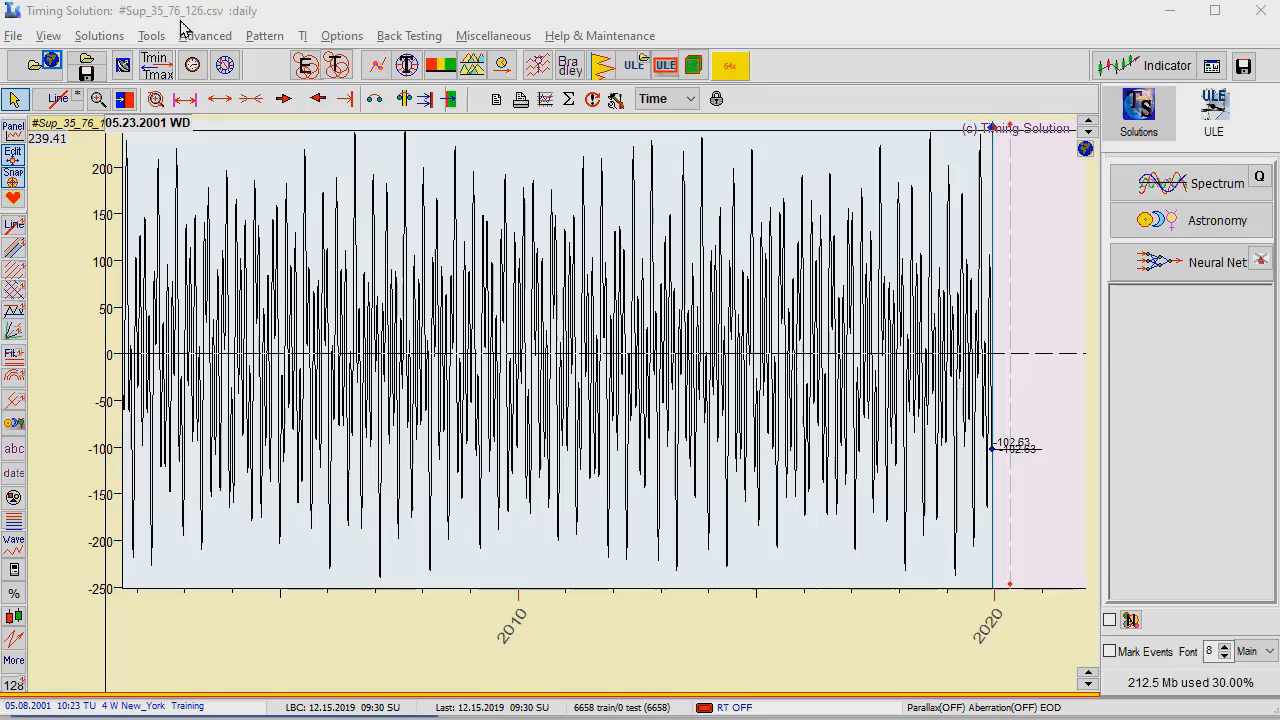 Timing Solution: #Sup_35_76_126.csv :daily
File View Solutions Tools Advanced Pattern TI Options Back Testing Miscellaneous Help & Maintenance
Tmin
Tmax
E T T Bra
dley ULE ULE 64x Indicator
Line * Σ Time
Solutions ULE
Panel #Sup_35_76_1 05.23.2001 WD
(c) Timing Solution
239.41
Edit
Snap
Line
Fib.
abc
date
Wave
%
More
128
200
150
100
50
0
-50
-100
-150
-200
-250
-102.63
-102.63
2010
2020
Spectrum Q
Astronomy
Neural Net
N
Mark Events Font 8 Main
212.5 Mb used 30.00%
05.08.2001 10:23 TU 4 W New_York Training LBC: 12.15.2019 09:30 SU Last: 12.15.2019 09:30 SU 6658 train/0 test (6658) RT OFF Parallax(OFF) Aberration(OFF) EOD